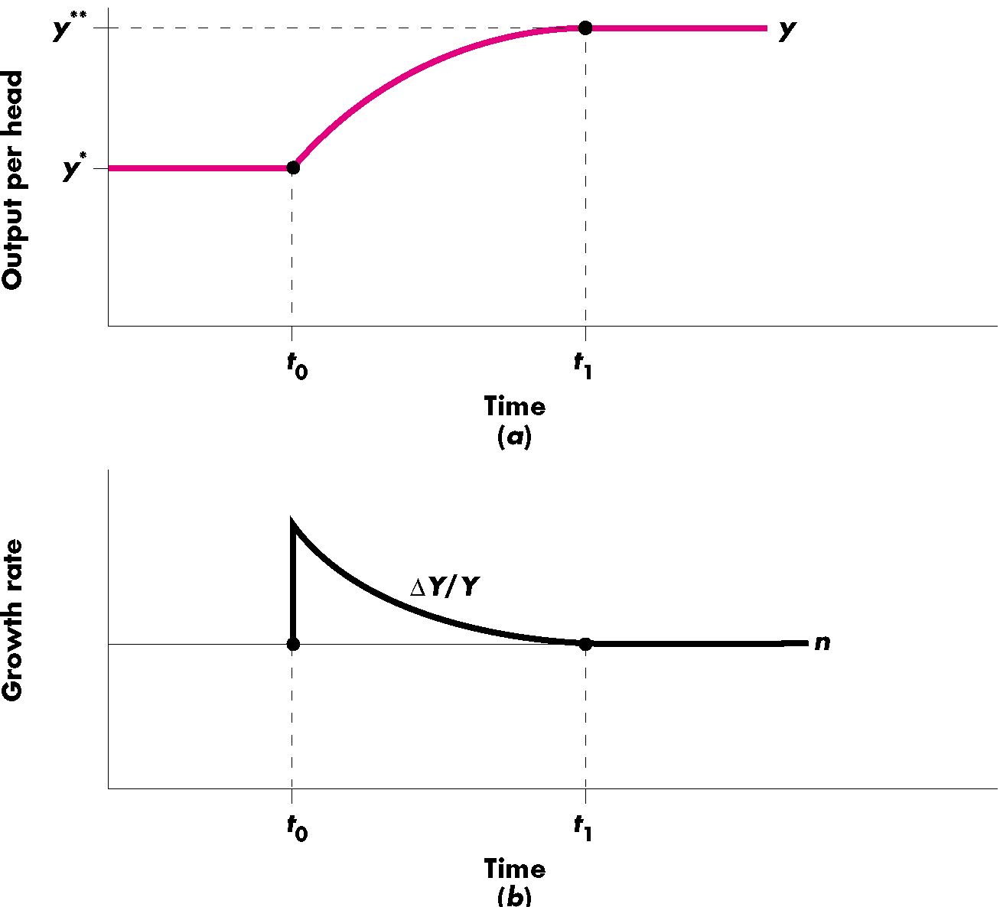 y**
y
Output per head
y*
t0
t1
Time
(a)
Growth rate
ΔY/Y
n
t0
t1
Time
(b)